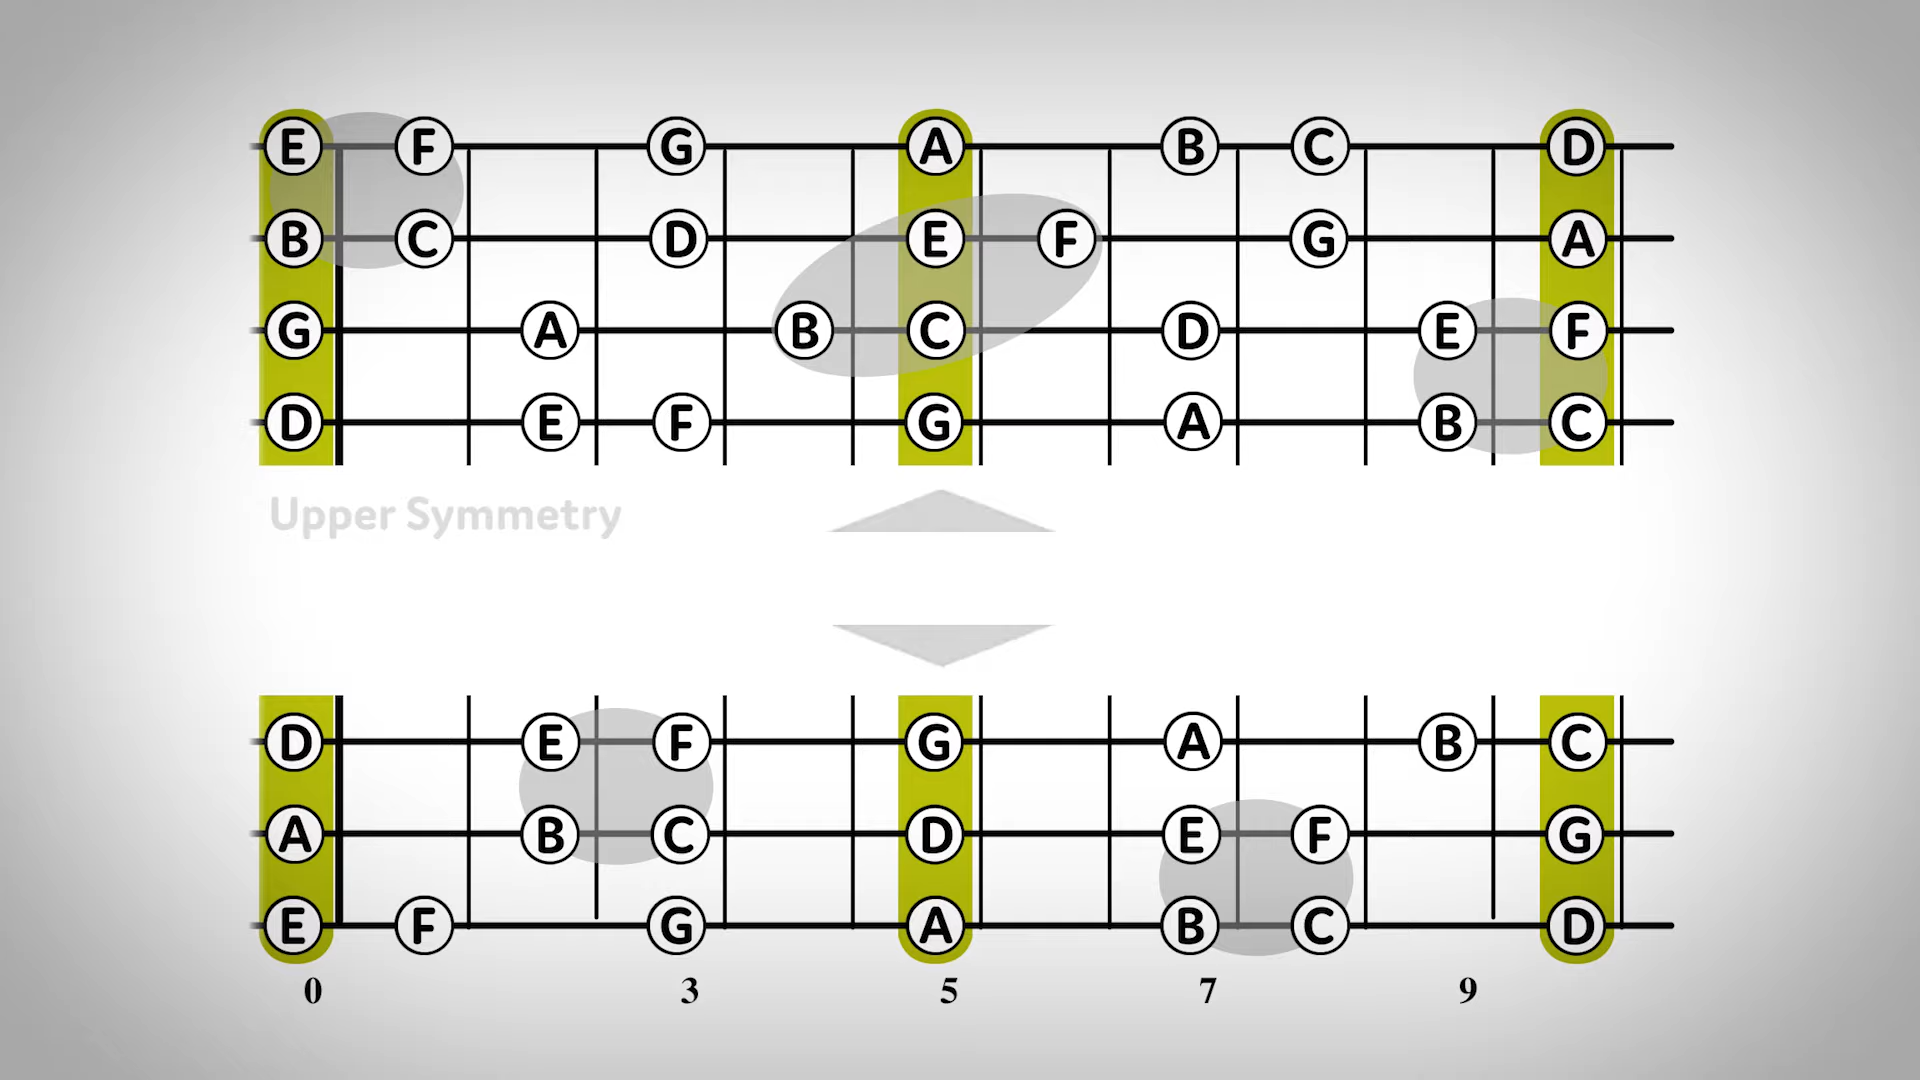 E F G A B C D
B C D E F G A
G A B C D E F
D E F G A B C
Upper Symmetry
D E F G A B C
A B C D E F G
E F G A B C D
0 3 5 7 9